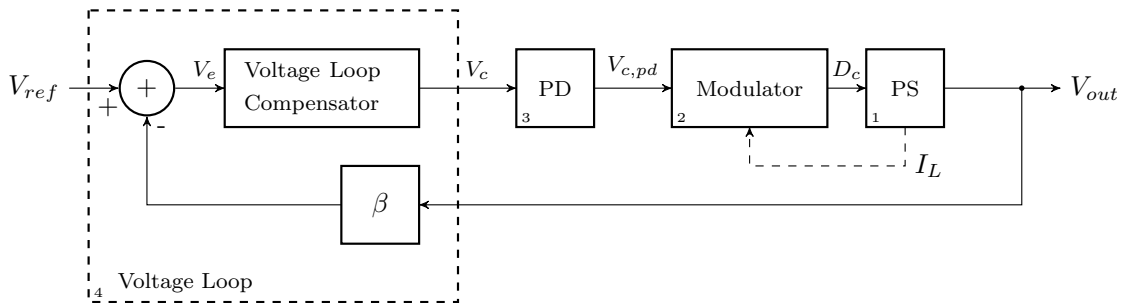 V_ref
+
+
-
V_e
Voltage Loop
Compensator
V_c
PD
3
V_{c,pd}
Modulator
2
D_c
PS
1
V_out
I_L
β
4
Voltage Loop